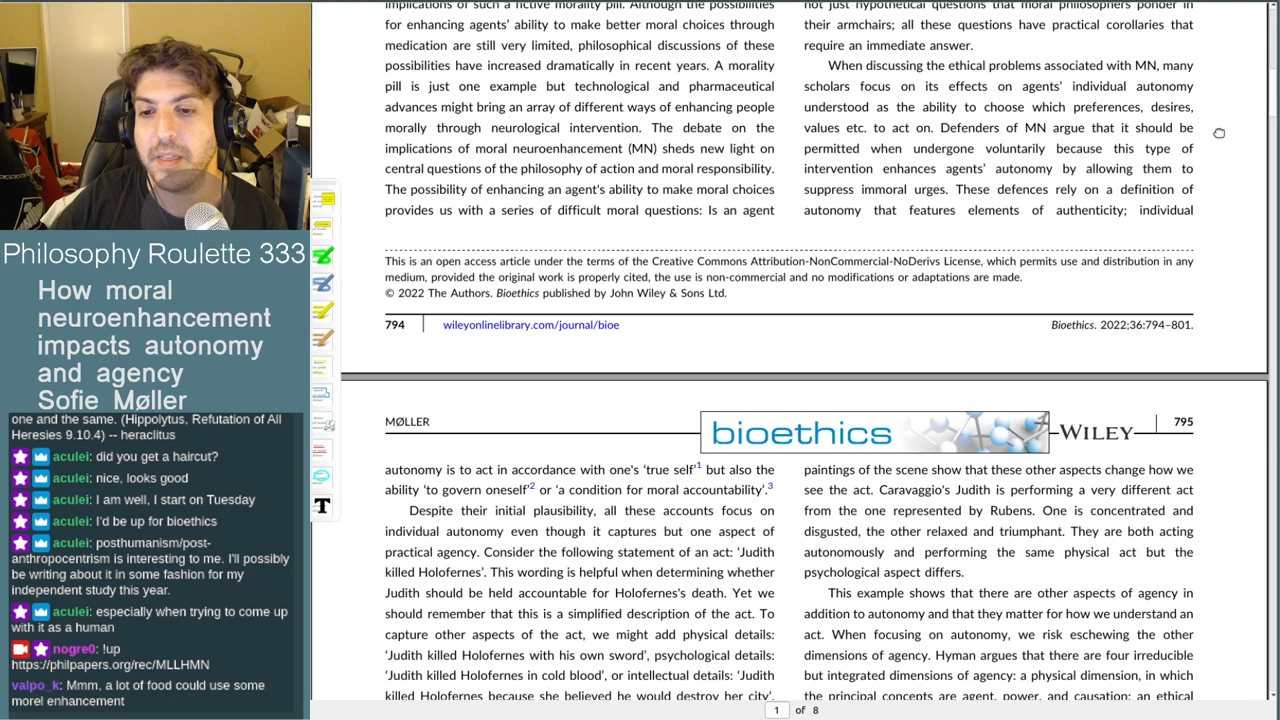 Philosophy Roulette 333
How moral
neuroenhancement
impacts autonomy
and agency
Sofie Møller
one and the same. (Hippolytus, Refutation of All
Heresies 9.10.4) -- heraclitus
aculei: did you get a haircut?
aculei: nice, looks good
aculei: I am well, I start on Tuesday
aculei: I'd be up for bioethics
aculei: posthumanism/post-
anthropocentrism is interesting to me. I'll possibly
be writing about it in some fashion for my
independent study this year.
aculei: especially when trying to come up
with it as a human
nogre0: !up
https://philpapers.org/rec/MLLHMN
valpo_k: Mmm, a lot of food could use some
morel enhancement
implications of such a fictive morality pill. Although the possibilities
for enhancing agents' ability to make better moral choices through
medication are still very limited, philosophical discussions of these
possibilities have increased dramatically in recent years. A morality
pill is just one example but technological and pharmaceutical
advances might bring an array of different ways of enhancing people
morally through neurological intervention. The debate on the
implications of moral neuroenhancement (MN) sheds new light on
central questions of the philosophy of action and moral responsibility.
The possibility of enhancing an agent's ability to make moral choices
provides us with a series of difficult moral questions: Is an agent
not just hypothetical questions that moral philosophers ponder in
their armchairs; all these questions have practical corollaries that
require an immediate answer.
When discussing the ethical problems associated with MN, many
scholars focus on its effects on agents' individual autonomy
understood as the ability to choose which preferences, desires,
values etc. to act on. Defenders of MN argue that it should be
permitted when undergone voluntarily because this type of
intervention enhances agents' autonomy by allowing them to
suppress immoral urges. These defences rely on a definition of
autonomy that features elements of authenticity; individual
This is an open access article under the terms of the Creative Commons Attribution-NonCommercial-NoDerivs License, which permits use and distribution in any
medium, provided the original work is properly cited, the use is non-commercial and no modifications or adaptations are made.
© 2022 The Authors. Bioethics published by John Wiley & Sons Ltd.
794 wileyonlinelibrary.com/journal/bioe Bioethics. 2022;36:794–801.
MØLLER bioethics WILEY 795
autonomy is to act in accordance with one's 'true self'1 but also the
ability 'to govern oneself'2 or 'a condition for moral accountability'.3
Despite their initial plausibility, all these accounts focus on
individual autonomy even though it captures but one aspect of
practical agency. Consider the following statement of an act: 'Judith
killed Holofernes'. This wording is helpful when determining whether
Judith should be held accountable for Holofernes's death. Yet we
should remember that this is a simplified description of the act. To
capture other aspects of the act, we might add physical details:
'Judith killed Holofernes with his own sword', psychological details:
'Judith killed Holofernes in cold blood', or intellectual details: 'Judith
killed Holofernes because she believed he would destroy her city'.
paintings of the scene show that these other aspects change how we
see the act. Caravaggio's Judith is performing a very different act
from the one represented by Rubens. One is concentrated and
disgusted, the other relaxed and triumphant. They are both acting
autonomously and performing the same physical act but the
psychological aspect differs.
This example shows that there are other aspects of agency in
addition to autonomy and that they matter for how we understand an
act. When focusing on autonomy, we risk eschewing the other
dimensions of agency. Hyman argues that there are four irreducible
but integrated dimensions of agency: a physical dimension, in which
the principal concepts are agent, power, and causation; an ethical
1 of 8
T